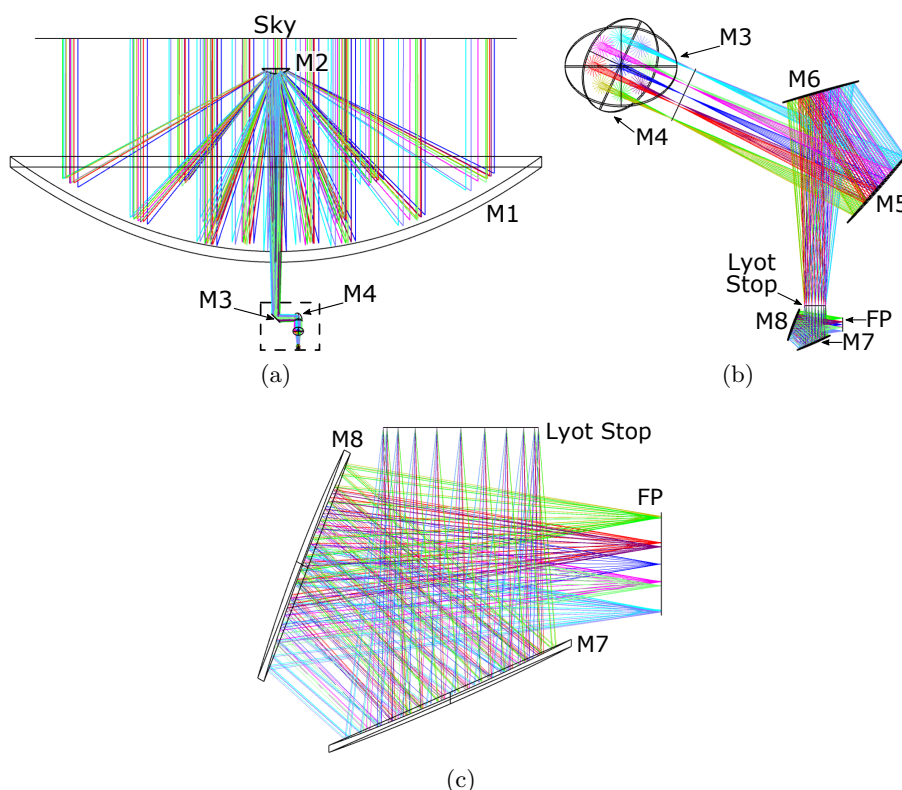 Sky
M2
M1
M3
M4
(a)
M3
M6
M4
M5
Lyot
Stop
M8
FP
M7
(b)
Lyot Stop
M8
FP
M7
(c)